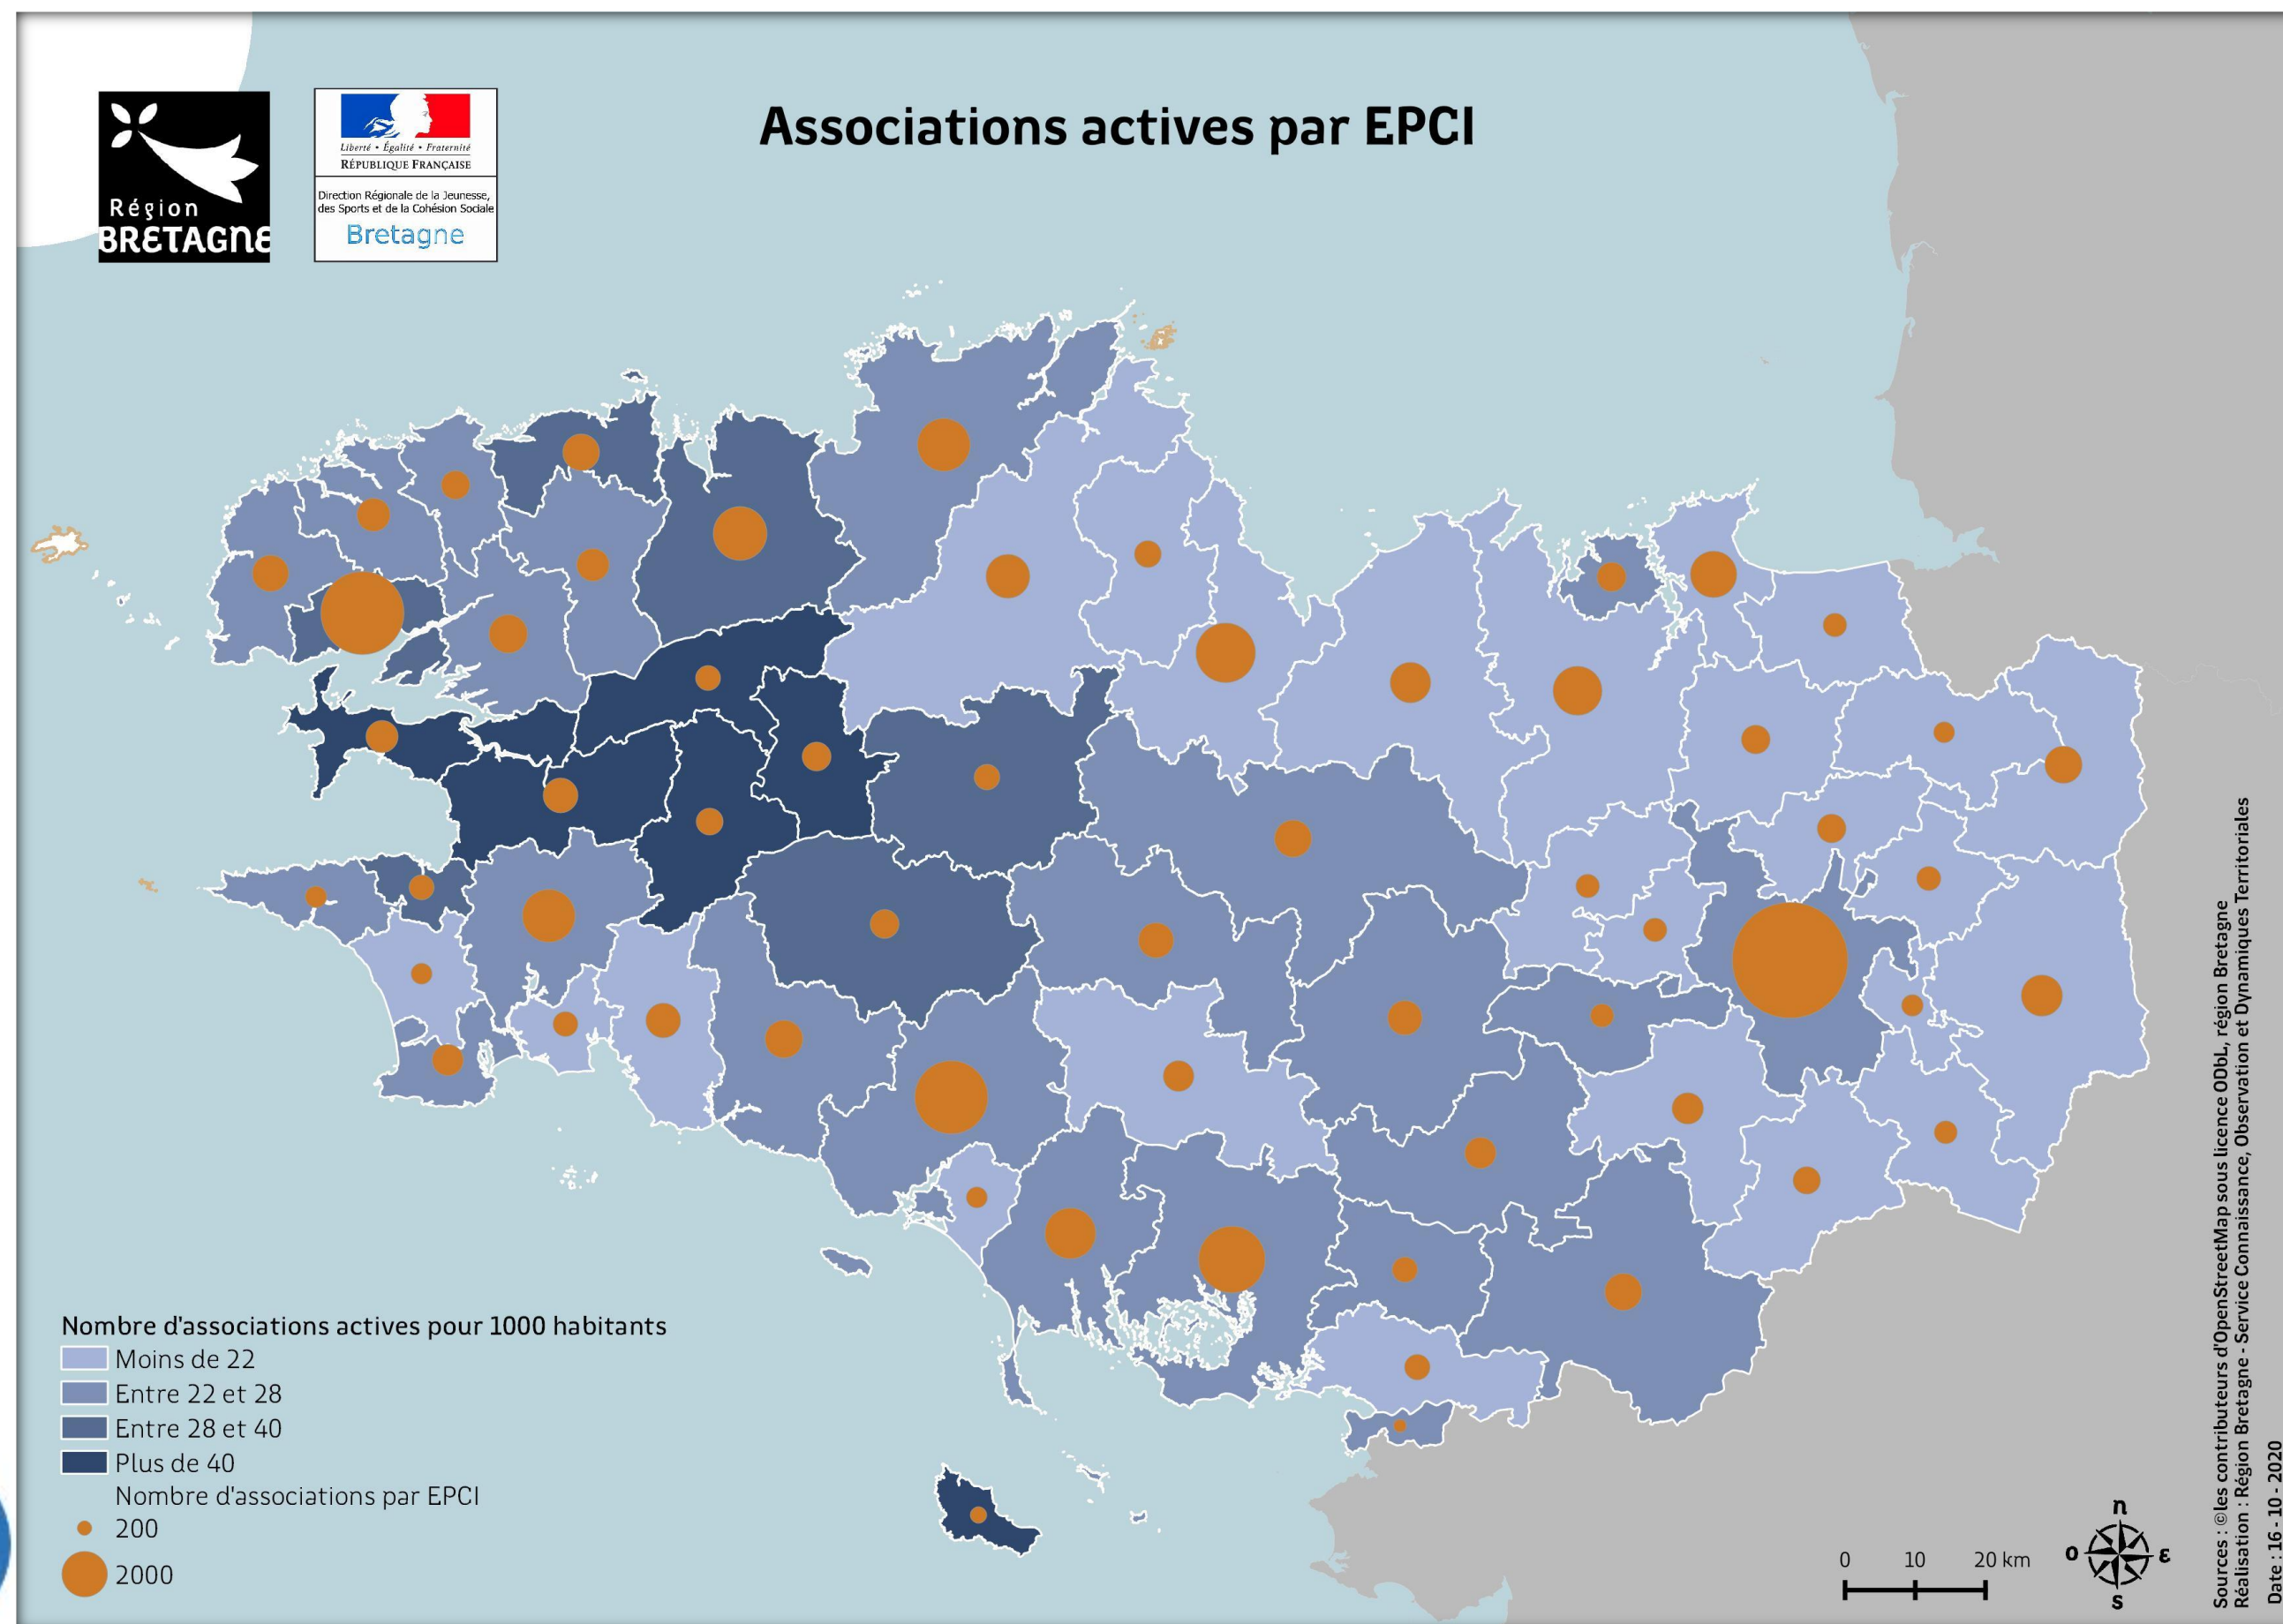 Associations actives par EPCI
Région
BRETAGNE
Liberté • Égalité • Fraternité
RÉPUBLIQUE FRANÇAISE
Direction Régionale de la Jeunesse,
des Sports et de la Cohésion Sociale
Bretagne
Nombre d'associations actives pour 1000 habitants
Moins de 22
Entre 22 et 28
Entre 28 et 40
Plus de 40
Nombre d'associations par EPCI
200
2000
0 10 20 km
n
o ε
s
Sources : ©les contributeurs d'OpenStreetMap sous licence ODbL, région Bretagne
Réalisation : Région Bretagne - Service Connaissance, Observation et Dynamiques Territoriales
Date : 16 - 10 - 2020